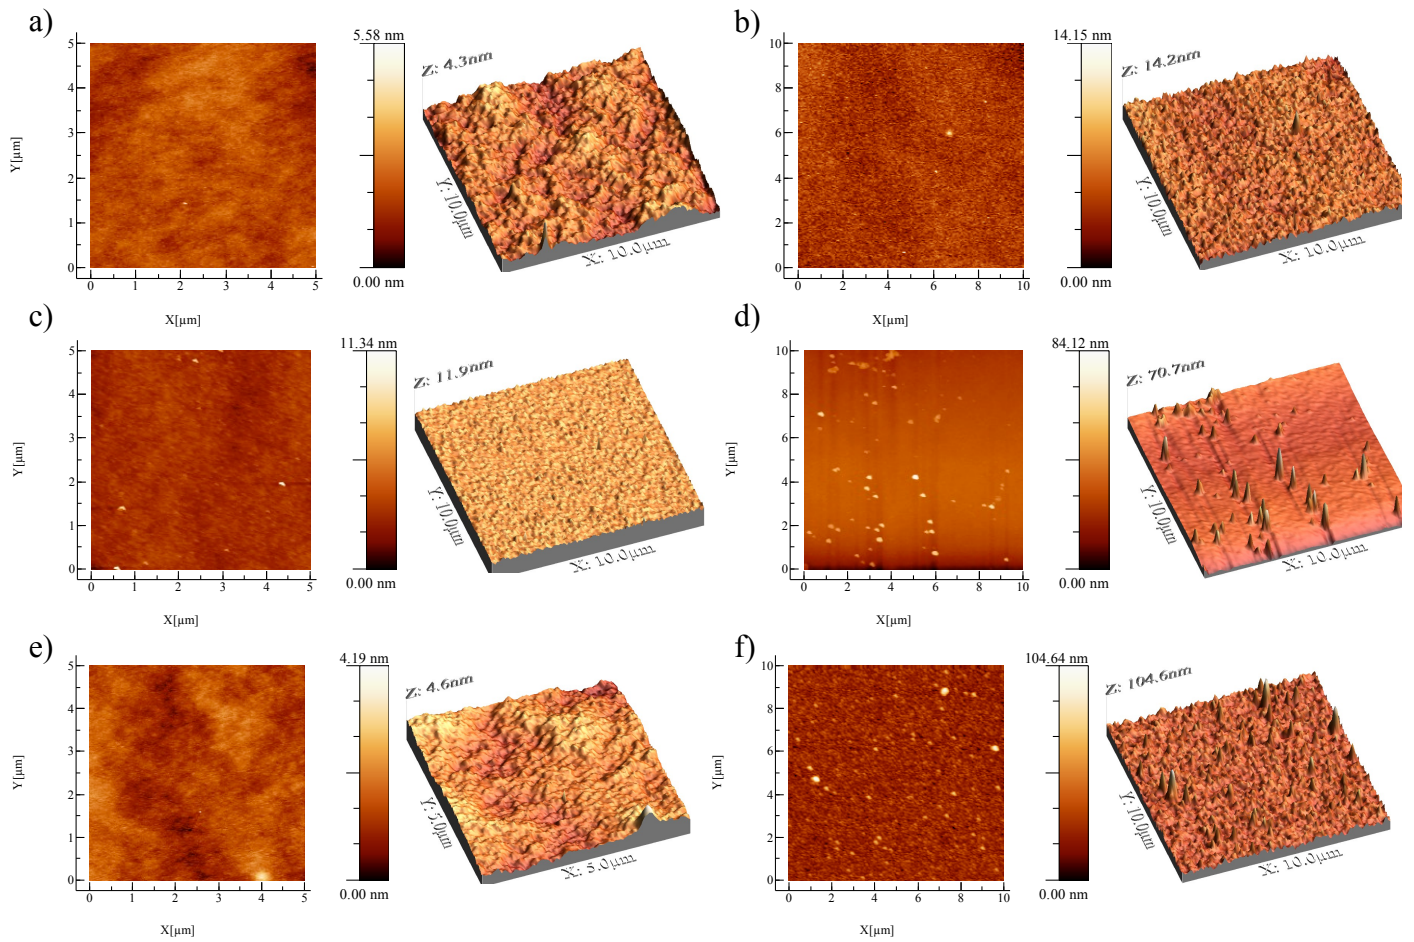 a)
5.58 nm
0.00 nm
Y[µm]
5
4
3
2
1
0
0 1 2 3 4 5
X[µm]
Z: 4.3nm
Y: 10.0µm
X: 10.0µm
b)
14.15 nm
0.00 nm
10
8
6
4
2
0
0 2 4 6 8 10
Y[µm]
X[µm]
Z: 14.2nm
Y: 10.0µm
X: 10.0µm
c)
11.34 nm
0.00 nm
Y[µm]
5
4
3
2
1
0
0 1 2 3 4 5
X[µm]
Z: 11.9nm
Y: 10.0µm
X: 10.0µm
d)
84.12 nm
0.00 nm
Y[µm]
10
8
6
4
2
0
0 2 4 6 8 10
X[µm]
Z: 70.7nm
Y: 10.0µm
X: 10.0µm
e)
4.19 nm
0.00 nm
Y[µm]
5
4
3
2
1
0
0 1 2 3 4 5
X[µm]
Z: 4.6nm
Y: 5.0µm
X: 5.0µm
f)
104.64 nm
0.00 nm
Y[µm]
10
8
6
4
2
0
0 2 4 6 8 10
X[µm]
Z: 104.6nm
Y: 10.0µm
X: 10.0µm